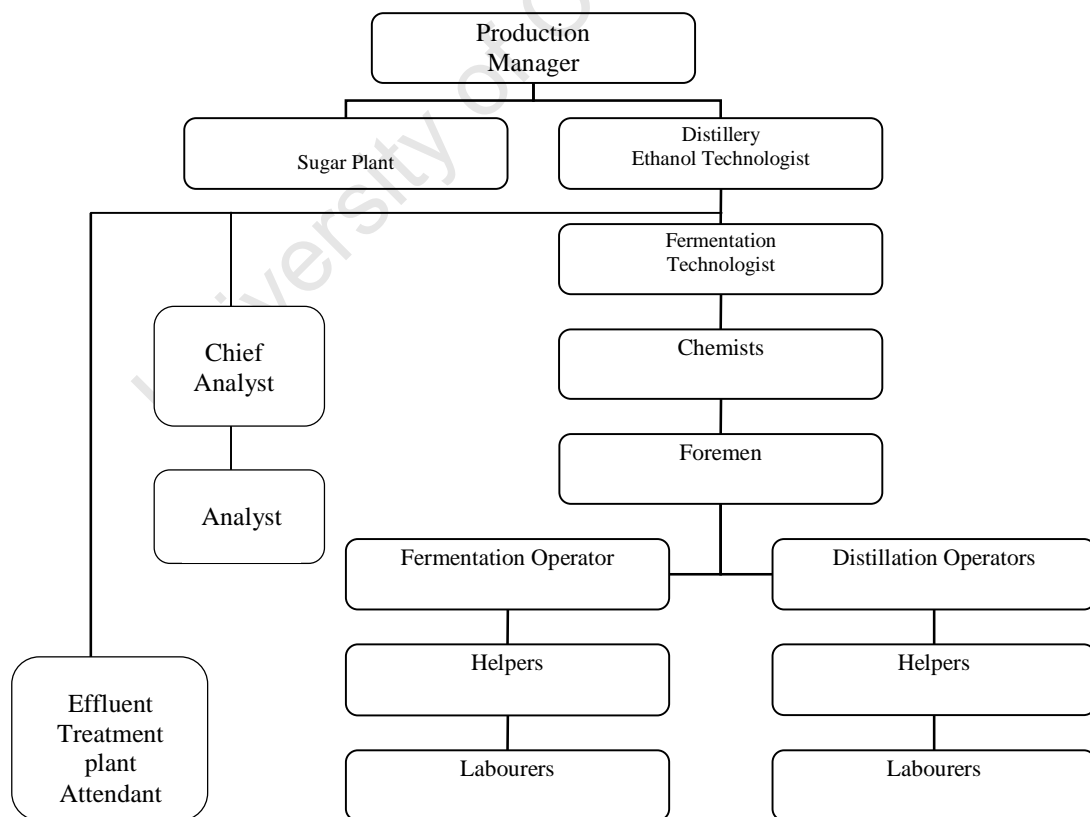 Production
Manager
Sugar Plant
Distillery
Ethanol Technologist
Fermentation
Technologist
Chief
Analyst
Chemists
Analyst
Foremen
Fermentation Operator
Distillation Operators
Helpers
Helpers
Effluent
Treatment
plant
Attendant
Labourers
Labourers